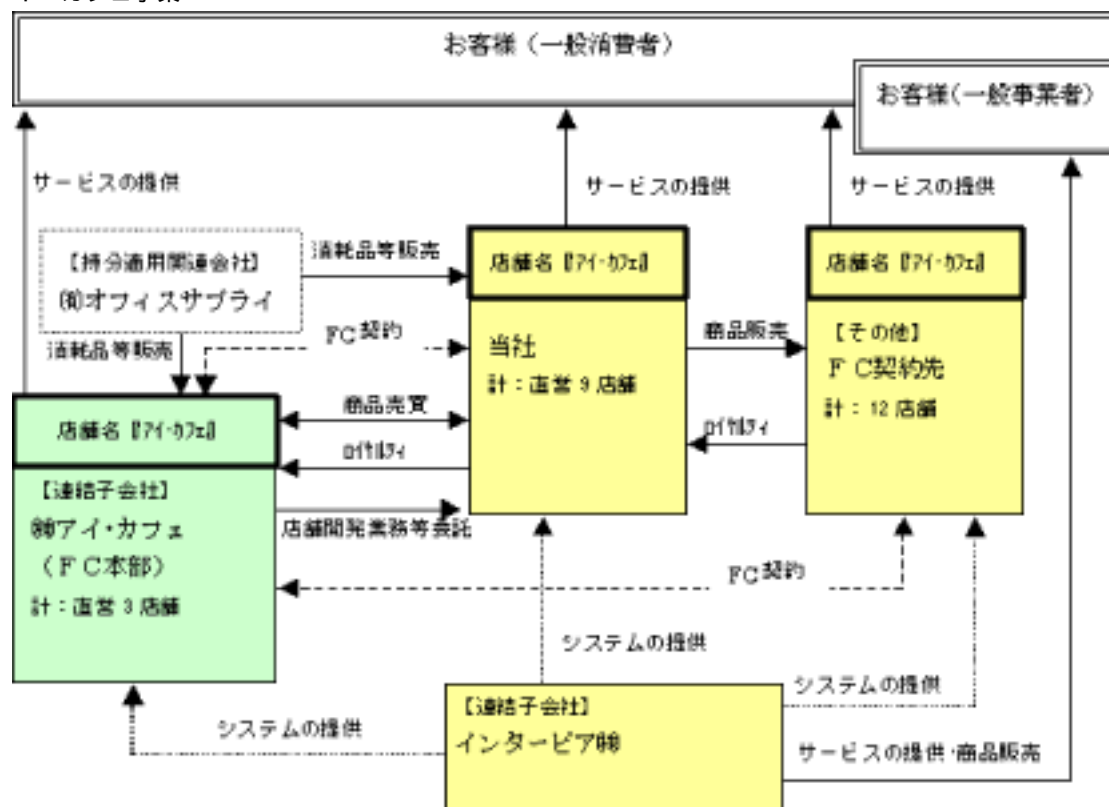 お客様（一般消費者）
お客様（一般事業者）
サービスの提供
サービスの提供
サービスの提供
【持分適用関連会社】
㈲オフィスサプライ
消耗品等販売
消耗品等販売
店舗名『アイ・カフェ』
当社
計：直営9店舗
店舗名『アイ・カフェ』
【その他】
ＦＣ契約先
計：12店舗
FC契約
商品販売
商品売買
ロイヤルティ
ロイヤルティ
店舗名『アイ・カフェ』
【連結子会社】
㈱アイ・カフェ
（ＦＣ本部）
計：直営3店舗
店舗開発業務等委託
FC契約
システムの提供
システムの提供
システムの提供
【連結子会社】
インターピア㈱
サービスの提供・商品販売